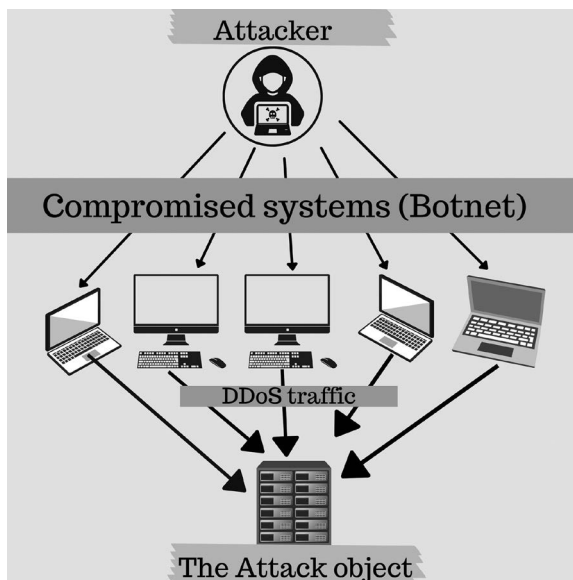 Attacker
Compromised systems (Botnet)
DDoS traffic
The Attack object